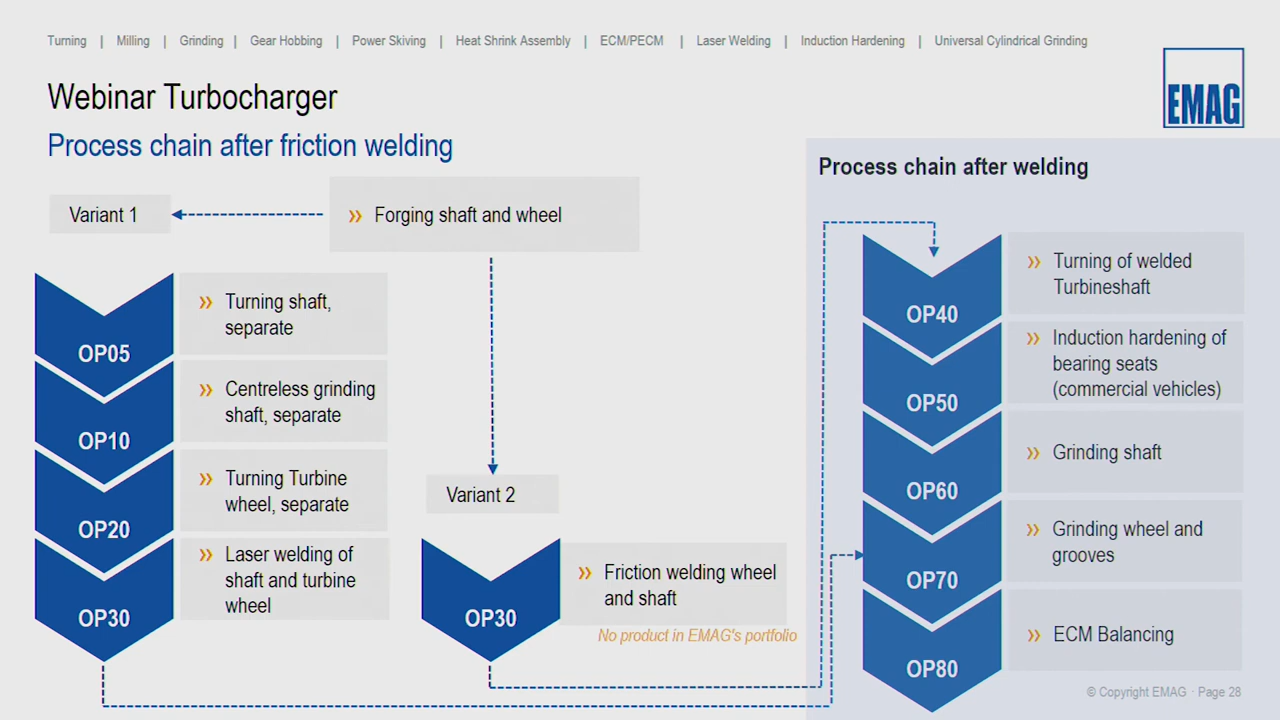 Turning | Milling | Grinding | Gear Hobbing | Power Skiving | Heat Shrink Assembly | ECM/PECM | Laser Welding | Induction Hardening | Universal Cylindrical Grinding
EMAG
Webinar Turbocharger
Process chain after friction welding
Variant 1
» Forging shaft and wheel
OP05
» Turning shaft,
separate
OP10
» Centreless grinding
shaft, separate
OP20
» Turning Turbine
wheel, separate
OP30
» Laser welding of
shaft and turbine
wheel
Variant 2
OP30
» Friction welding wheel
and shaft
No product in EMAG's portfolio
Process chain after welding
OP40
» Turning of welded
Turbineshaft
OP50
» Induction hardening of
bearing seats
(commercial vehicles)
OP60
» Grinding shaft
OP70
» Grinding wheel and
grooves
OP80
» ECM Balancing
© Copyright EMAG · Page 28